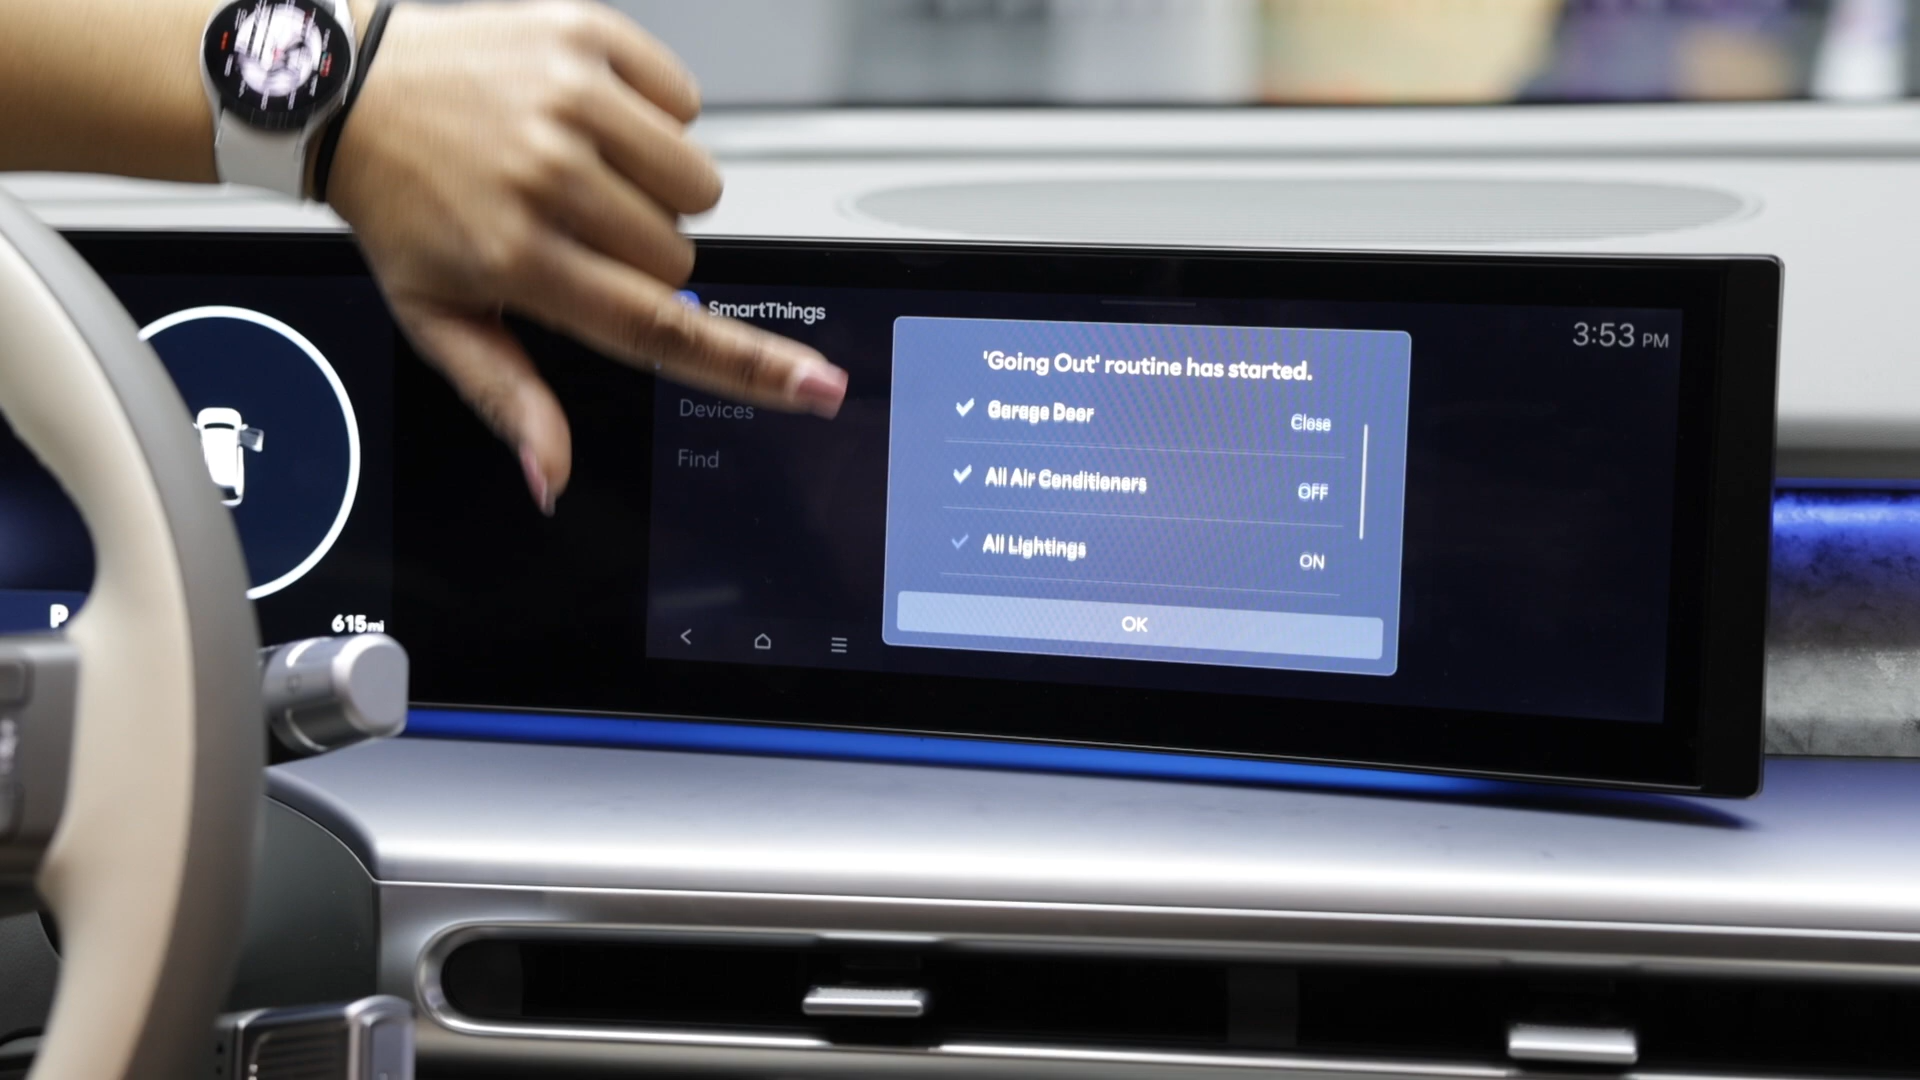 SmartThings
3:53 PM
'Going Out' routine has started.
Garage Door
Close
All Air Conditioners
OFF
All Lightings
ON
OK
Devices
Find
P
615mi